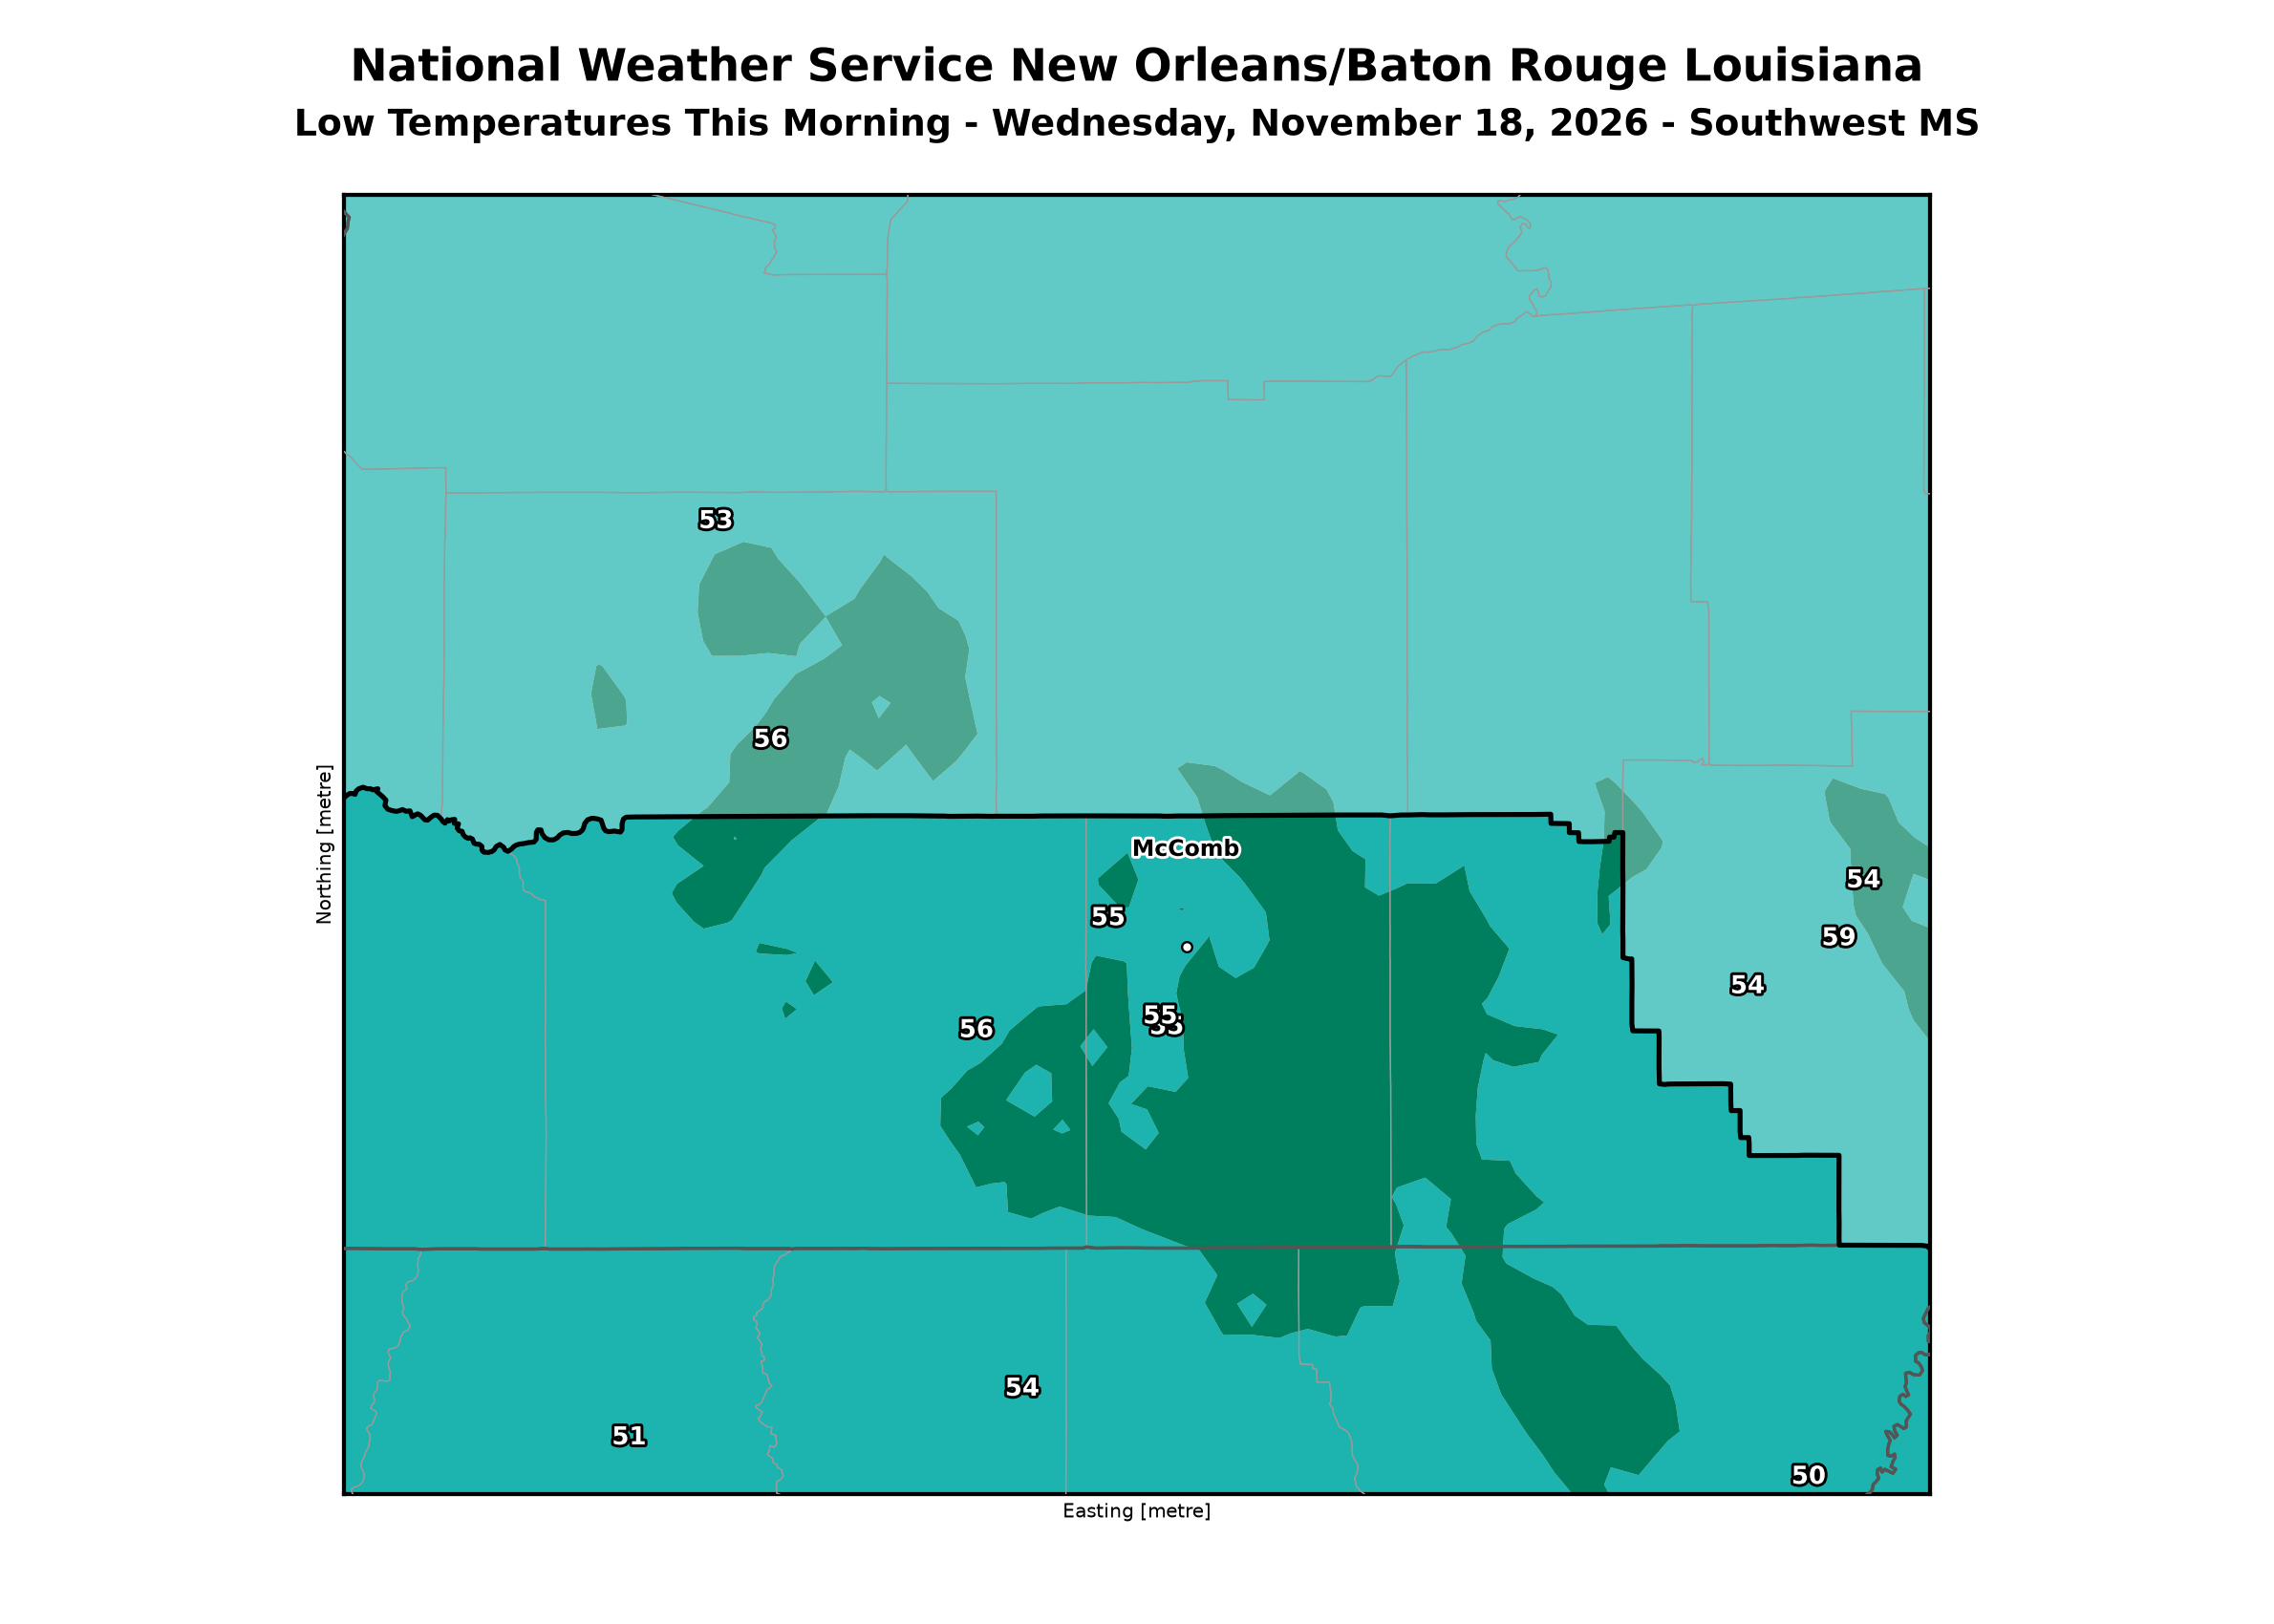 National Weather Service New Orleans/Baton Rouge Louisiana
Low Temperatures This Morning - Wednesday, November 18, 2026 - Southwest MS
53
56
McComb
54
55
59
54
55
56
54
51
50
Northing [metre]
Easting [metre]